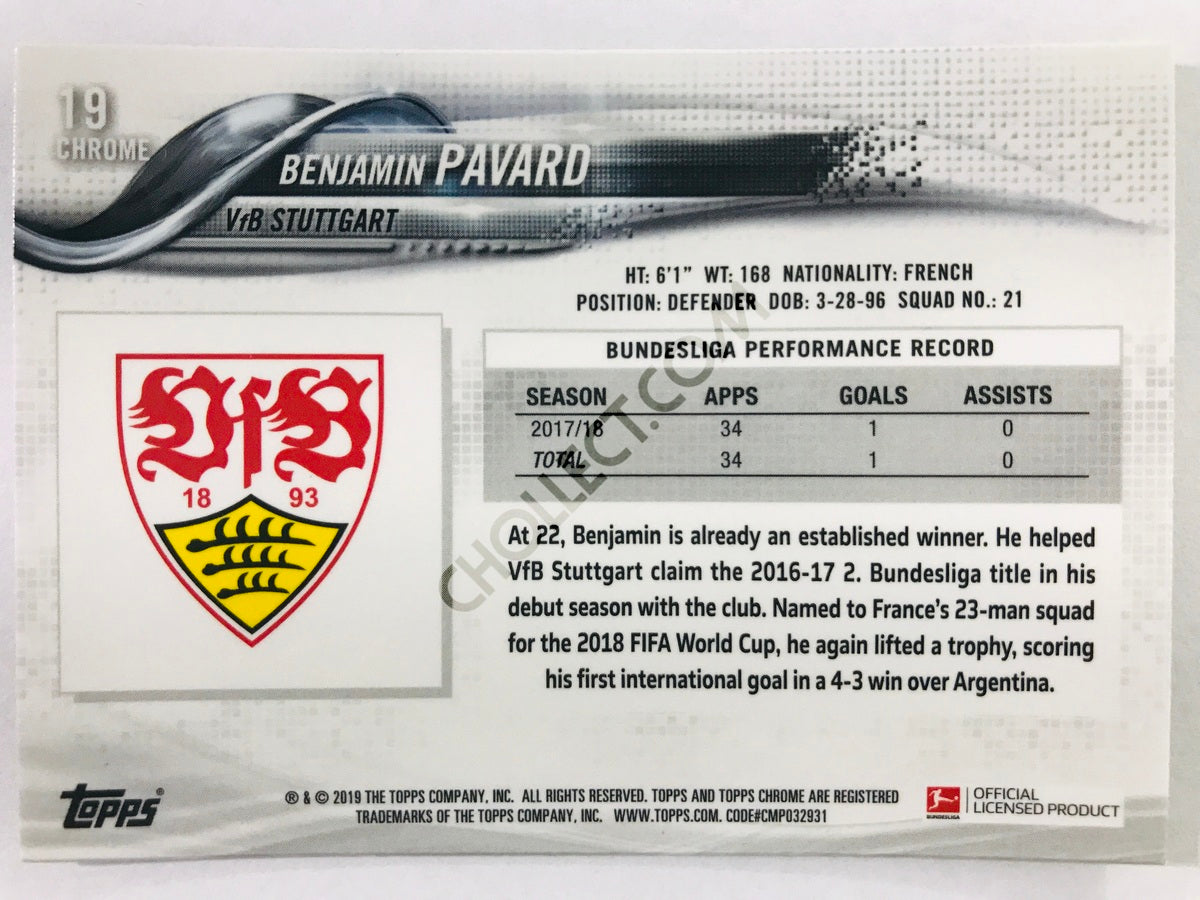 19
CHROME
BENJAMIN PAVARD
VfB STUTTGART
HT: 6'1" WT: 168 NATIONALITY: FRENCH
POSITION: DEFENDER DOB: 3-28-96 SQUAD NO.: 21
BUNDESLIGA PERFORMANCE RECORD
SEASON APPS GOALS ASSISTS
2017/18 34 1 0
TOTAL 34 1 0
VfB
18 93
At 22, Benjamin is already an established winner. He helped
VfB Stuttgart claim the 2016-17 2. Bundesliga title in his
debut season with the club. Named to France's 23-man squad
for the 2018 FIFA World Cup, he again lifted a trophy, scoring
his first international goal in a 4-3 win over Argentina.
CHOLLECT.COM
TOPPS®
® & © 2019 THE TOPPS COMPANY, INC. ALL RIGHTS RESERVED. TOPPS AND TOPPS CHROME ARE REGISTERED
TRADEMARKS OF THE TOPPS COMPANY, INC. WWW.TOPPS.COM. CODE#CMP032931
BUNDESLIGA
OFFICIAL
LICENSED PRODUCT